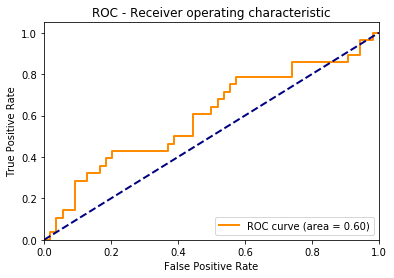 ROC - Receiver operating characteristic
1.0
0.8
0.6
0.4
0.2
0.0
True Positive Rate
ROC curve (area = 0.60)
0.0 0.2 0.4 0.6 0.8 1.0
False Positive Rate